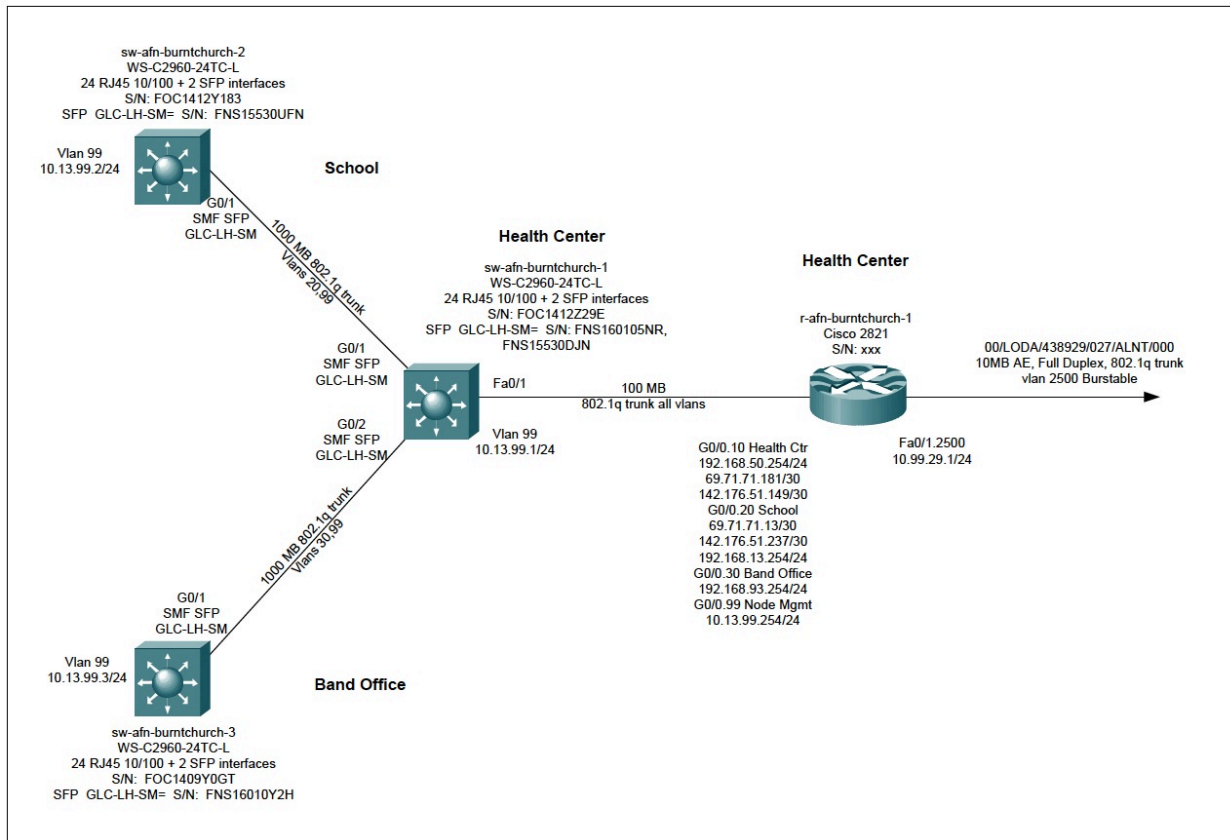 sw-afn-burntchurch-2
WS-C2960-24TC-L
24 RJ45 10/100 + 2 SFP interfaces
S/N: FOC1412Y183
SFP GLC-LH-SM= S/N: FNS15530UFN
Vlan 99
10.13.99.2/24
School
G0/1
SMF SFP
GLC-LH-SM
1000 MB 802.1q trunk
Vlans 20,99
Health Center
sw-afn-burntchurch-1
WS-C2960-24TC-L
24 RJ45 10/100 + 2 SFP interfaces
S/N: FOC1412Z29E
SFP GLC-LH-SM= S/N: FNS160105NR,
FNS15530DJN
G0/1
SMF SFP
GLC-LH-SM
Fa0/1
G0/2
SMF SFP
GLC-LH-SM
Vlan 99
10.13.99.1/24
100 MB
802.1q trunk all vlans
Health Center
r-afn-burntchurch-1
Cisco 2821
S/N: xxx
00/LODA/438929/027/ALNT/000
10MB AE, Full Duplex, 802.1q trunk
vlan 2500 Burstable
Fa0/1.2500
10.99.29.1/24
G0/0.10 Health Ctr
192.168.50.254/24
69.71.71.181/30
142.176.51.149/30
G0/0.20 School
69.71.71.13/30
142.176.51.237/30
192.168.13.254/24
G0/0.30 Band Office
192.168.93.254/24
G0/0.99 Node Mgmt
10.13.99.254/24
1000 MB 802.1q trunk
Vlans 30,99
G0/1
SMF SFP
GLC-LH-SM
Vlan 99
10.13.99.3/24
Band Office
sw-afn-burntchurch-3
WS-C2960-24TC-L
24 RJ45 10/100 + 2 SFP interfaces
S/N: FOC1409Y0GT
SFP GLC-LH-SM= S/N: FNS16010Y2H